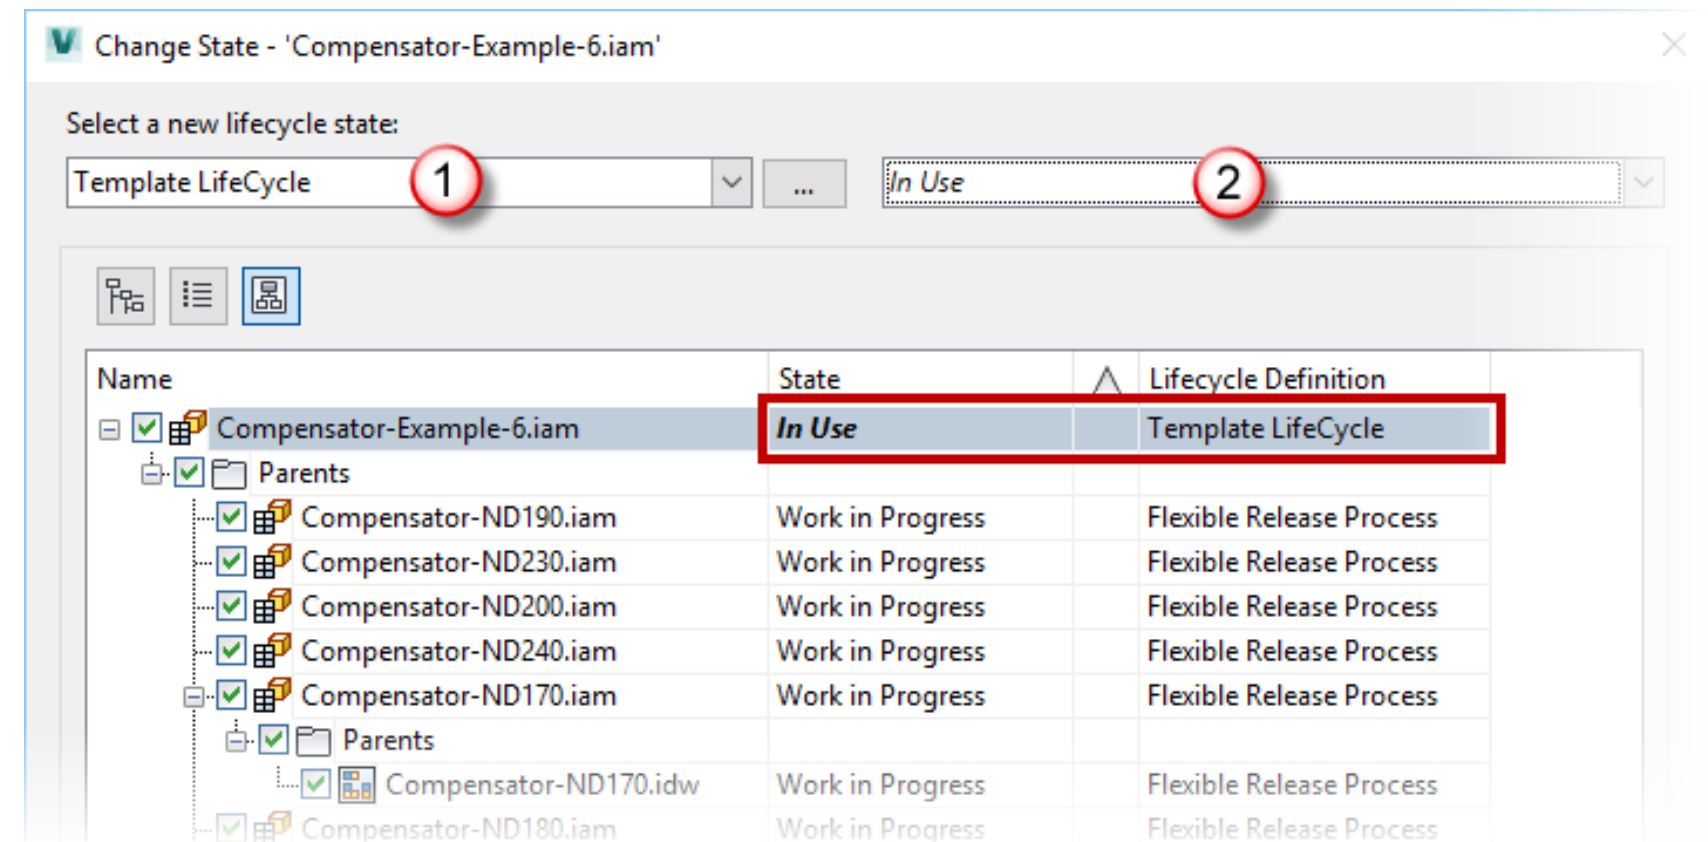 Change State - 'Compensator-Example-6.iam'
Select a new lifecycle state:
Template LifeCycle 1 ... In Use 2
Name State Lifecycle Definition
Compensator-Example-6.iam In Use Template LifeCycle
Parents
Compensator-ND190.iam Work in Progress Flexible Release Process
Compensator-ND230.iam Work in Progress Flexible Release Process
Compensator-ND200.iam Work in Progress Flexible Release Process
Compensator-ND240.iam Work in Progress Flexible Release Process
Compensator-ND170.iam Work in Progress Flexible Release Process
Parents
Compensator-ND170.idw Work in Progress Flexible Release Process
Compensator-ND180.iam Work in Progress Flexible Release Process